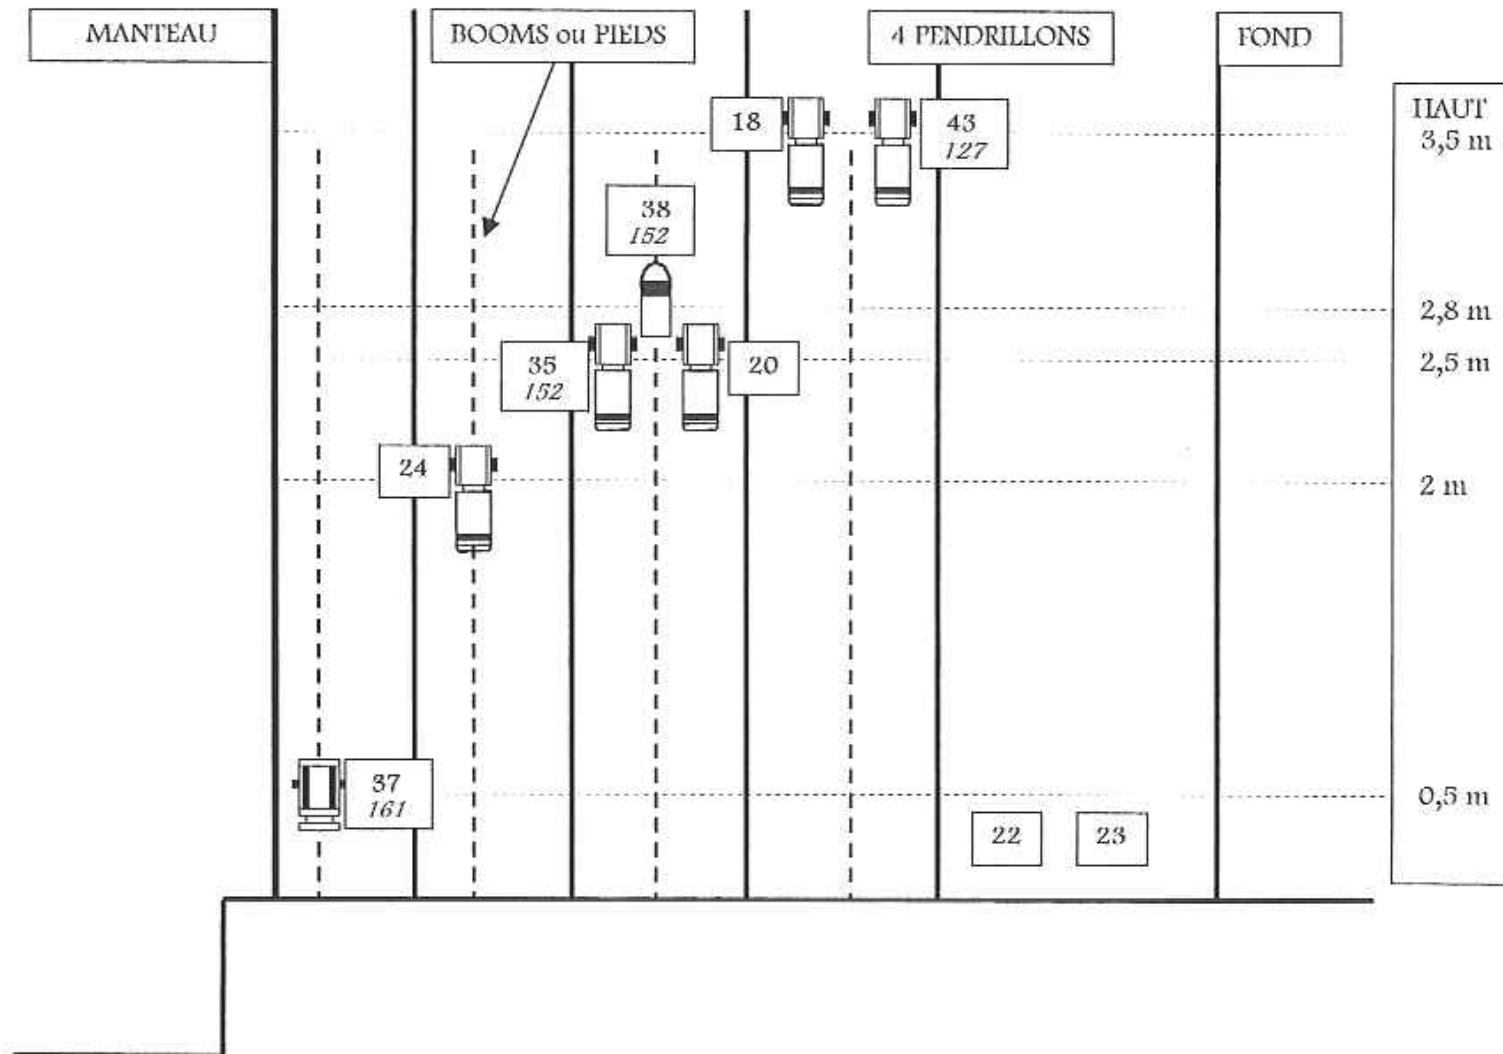 MANTEAU
BOOMS ou PIEDS
4 PENDRILLONS
FOND
HAUT
3,5 m
18
43
127
38
152
2,8 m
35
152
20
2,5 m
24
2 m
37
161
0,5 m
22
23